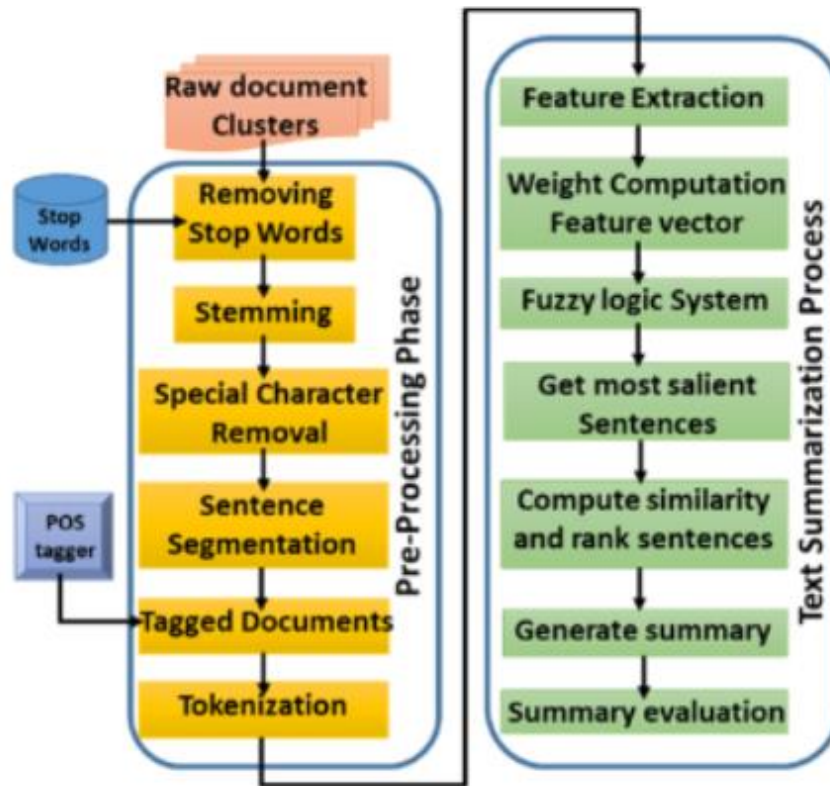 Raw document
Clusters
Stop
Words
Removing
Stop Words
Stemming
Special Character
Removal
Sentence
Segmentation
POS
tagger
Tagged Documents
Tokenization
Pre-Processing Phase
Feature Extraction
Weight Computation
Feature vector
Fuzzy logic System
Get most salient
Sentences
Compute similarity
and rank sentences
Generate summary
Summary evaluation
Text Summarization Process